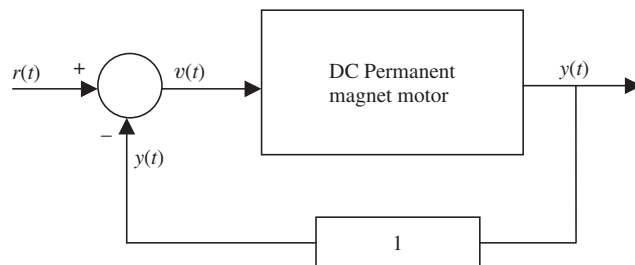 r(t)
+
v(t)
DC Permanent
magnet motor
y(t)
–
y(t)
1